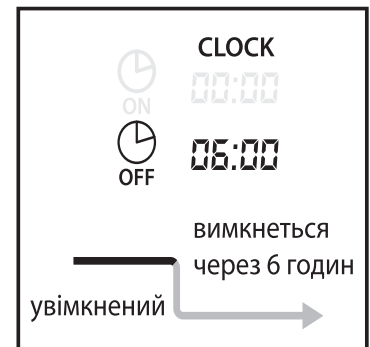 CLOCK
00:00
ON
06:00
OFF
вимкнеться
через 6 годин
увімкнений